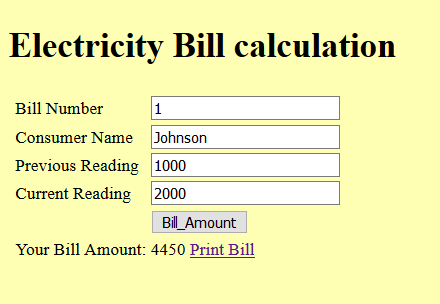 Electricity Bill calculation
Bill Number 1
Consumer Name Johnson
Previous Reading 1000
Current Reading 2000
Bill_Amount
Your Bill Amount: 4450 Print Bill